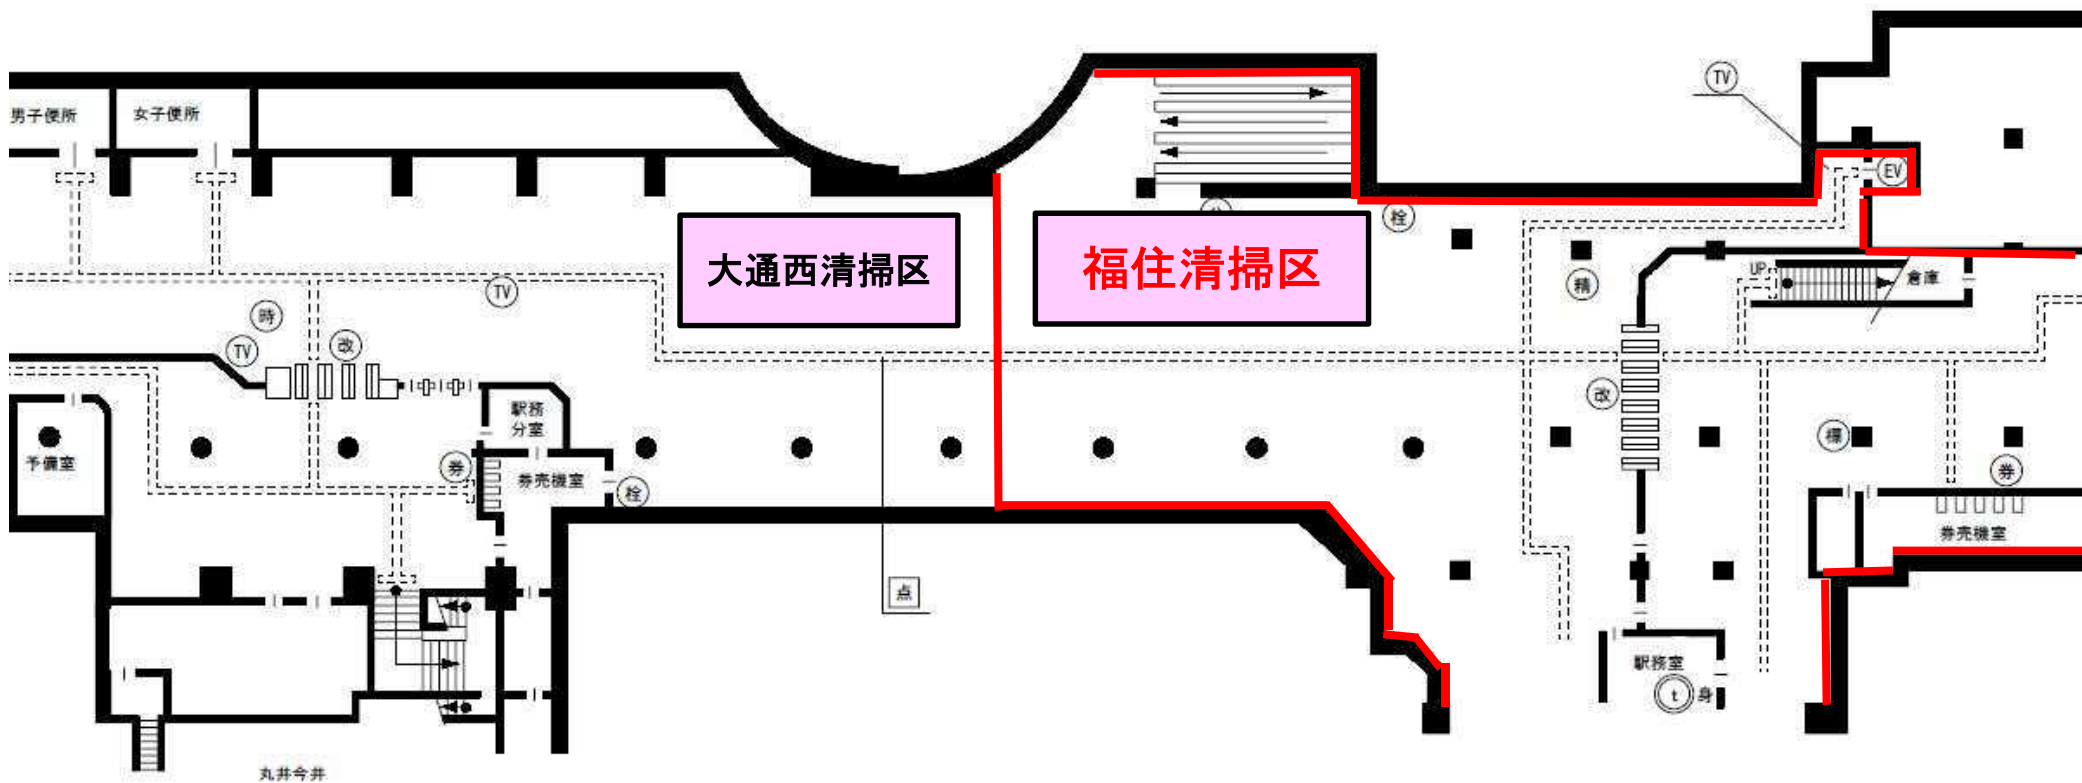 TV
男子便所
女子便所
EV
栓
大通西清掃区
福住清掃区
精
UP
倉庫
TV
時
TV
改
改
駅務
分室
標
予備室
券
券売機室
栓
券
券売機室
点
駅務室
t
身
丸井今井